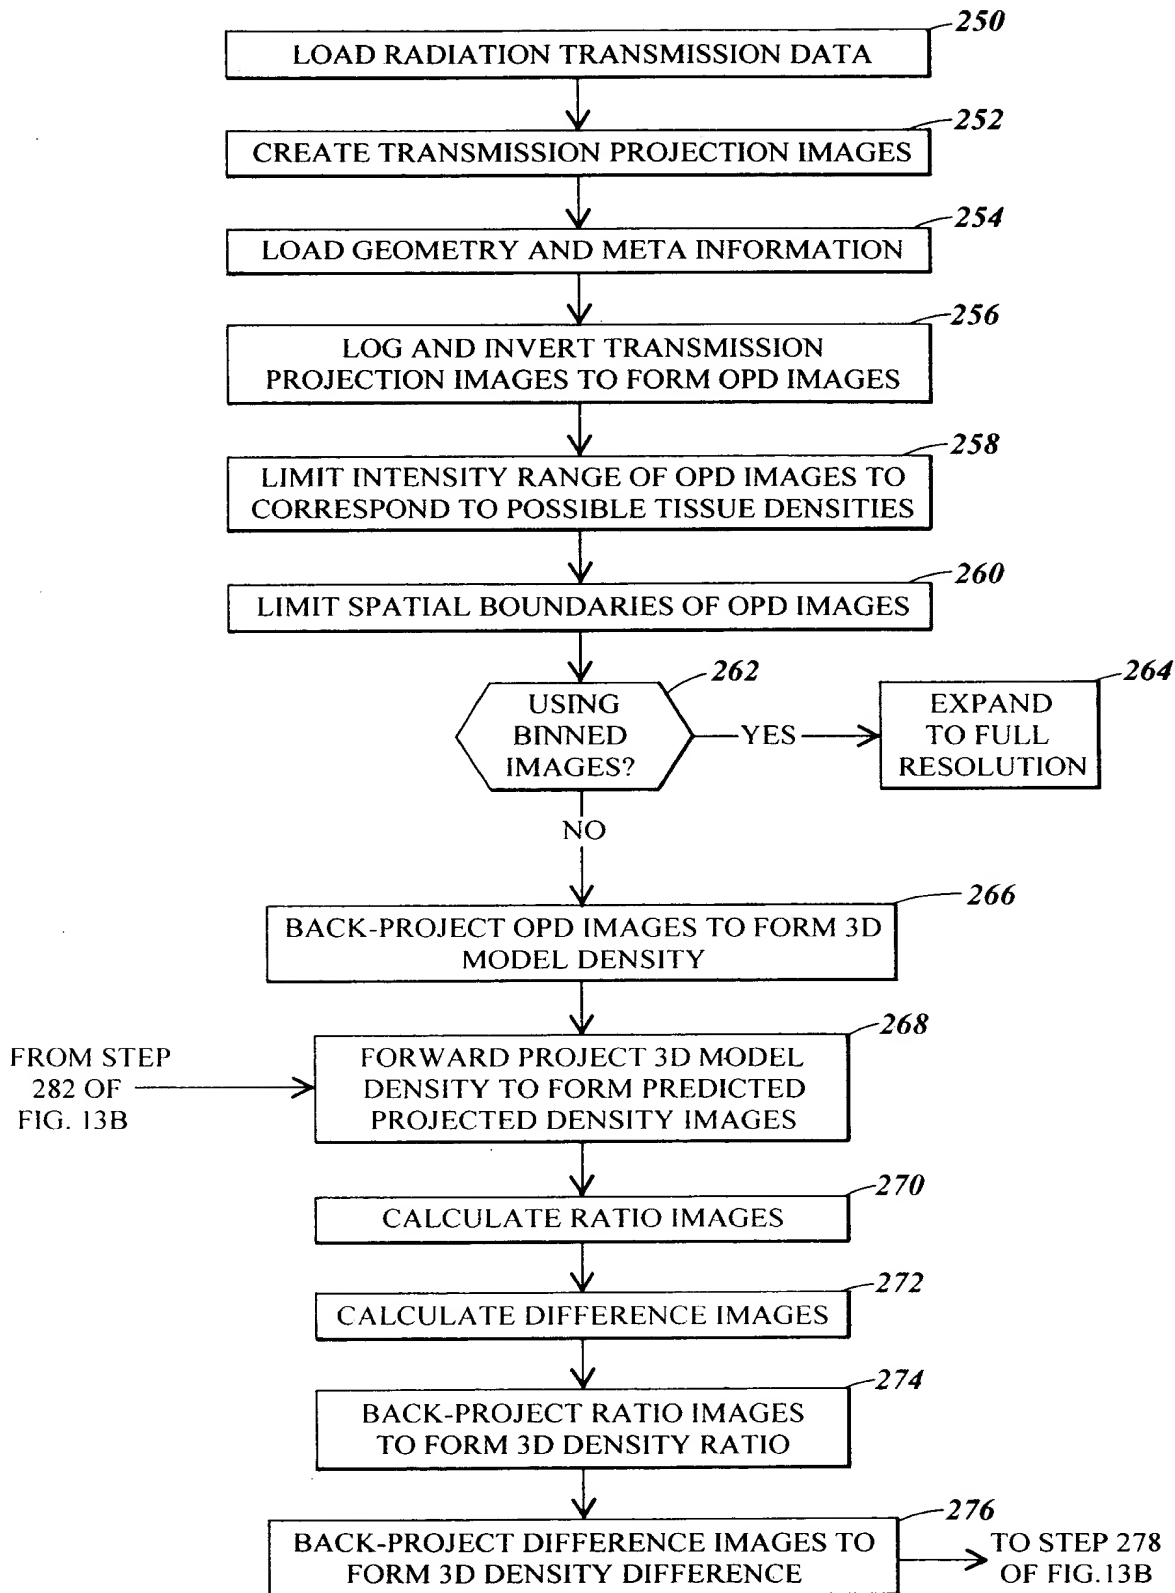 250
LOAD RADIATION TRANSMISSION DATA
252
CREATE TRANSMISSION PROJECTION IMAGES
254
LOAD GEOMETRY AND META INFORMATION
256
LOG AND INVERT TRANSMISSION
PROJECTION IMAGES TO FORM OPD IMAGES
258
LIMIT INTENSITY RANGE OF OPD IMAGES TO
CORRESPOND TO POSSIBLE TISSUE DENSITIES
260
LIMIT SPATIAL BOUNDARIES OF OPD IMAGES
262
USING
BINNED
IMAGES?
YES
264
EXPAND
TO FULL
RESOLUTION
NO
266
BACK-PROJECT OPD IMAGES TO FORM 3D
MODEL DENSITY
FROM STEP
282 OF
FIG. 13B
268
FORWARD PROJECT 3D MODEL
DENSITY TO FORM PREDICTED
PROJECTED DENSITY IMAGES
270
CALCULATE RATIO IMAGES
272
CALCULATE DIFFERENCE IMAGES
274
BACK-PROJECT RATIO IMAGES
TO FORM 3D DENSITY RATIO
276
BACK-PROJECT DIFFERENCE IMAGES TO
FORM 3D DENSITY DIFFERENCE
TO STEP 278
OF FIG.13B